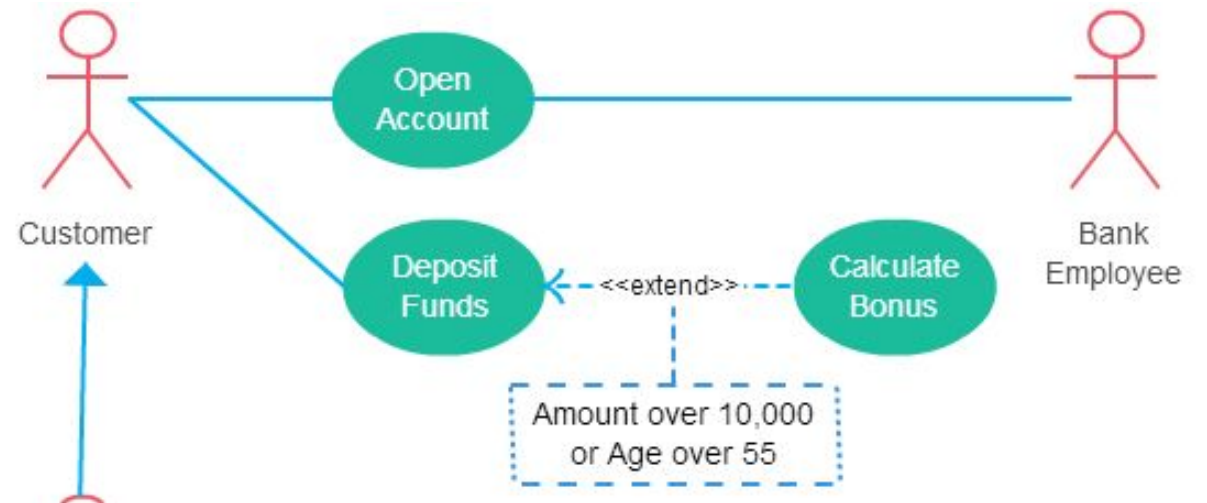 Open
Account
Customer
Bank
Employee
Deposit
Funds
<<extend>>
Calculate
Bonus
Amount over 10,000
or Age over 55